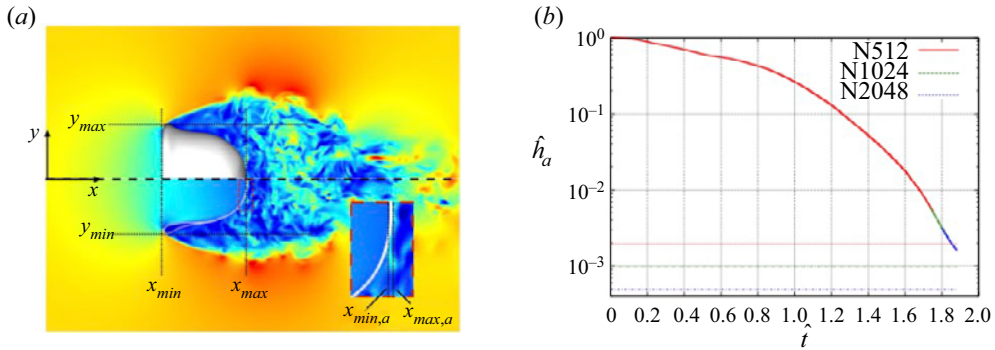 (a)
y
y_max
x
y_min
x_min
x_max
x_min,a
x_max,a
(b)
10^0
10^−1
10^−2
10^−3
ĥ_a
N512
N1024
N2048
0 0.2 0.4 0.6 0.8 1.0 1.2 1.4 1.6 1.8 2.0
t̂